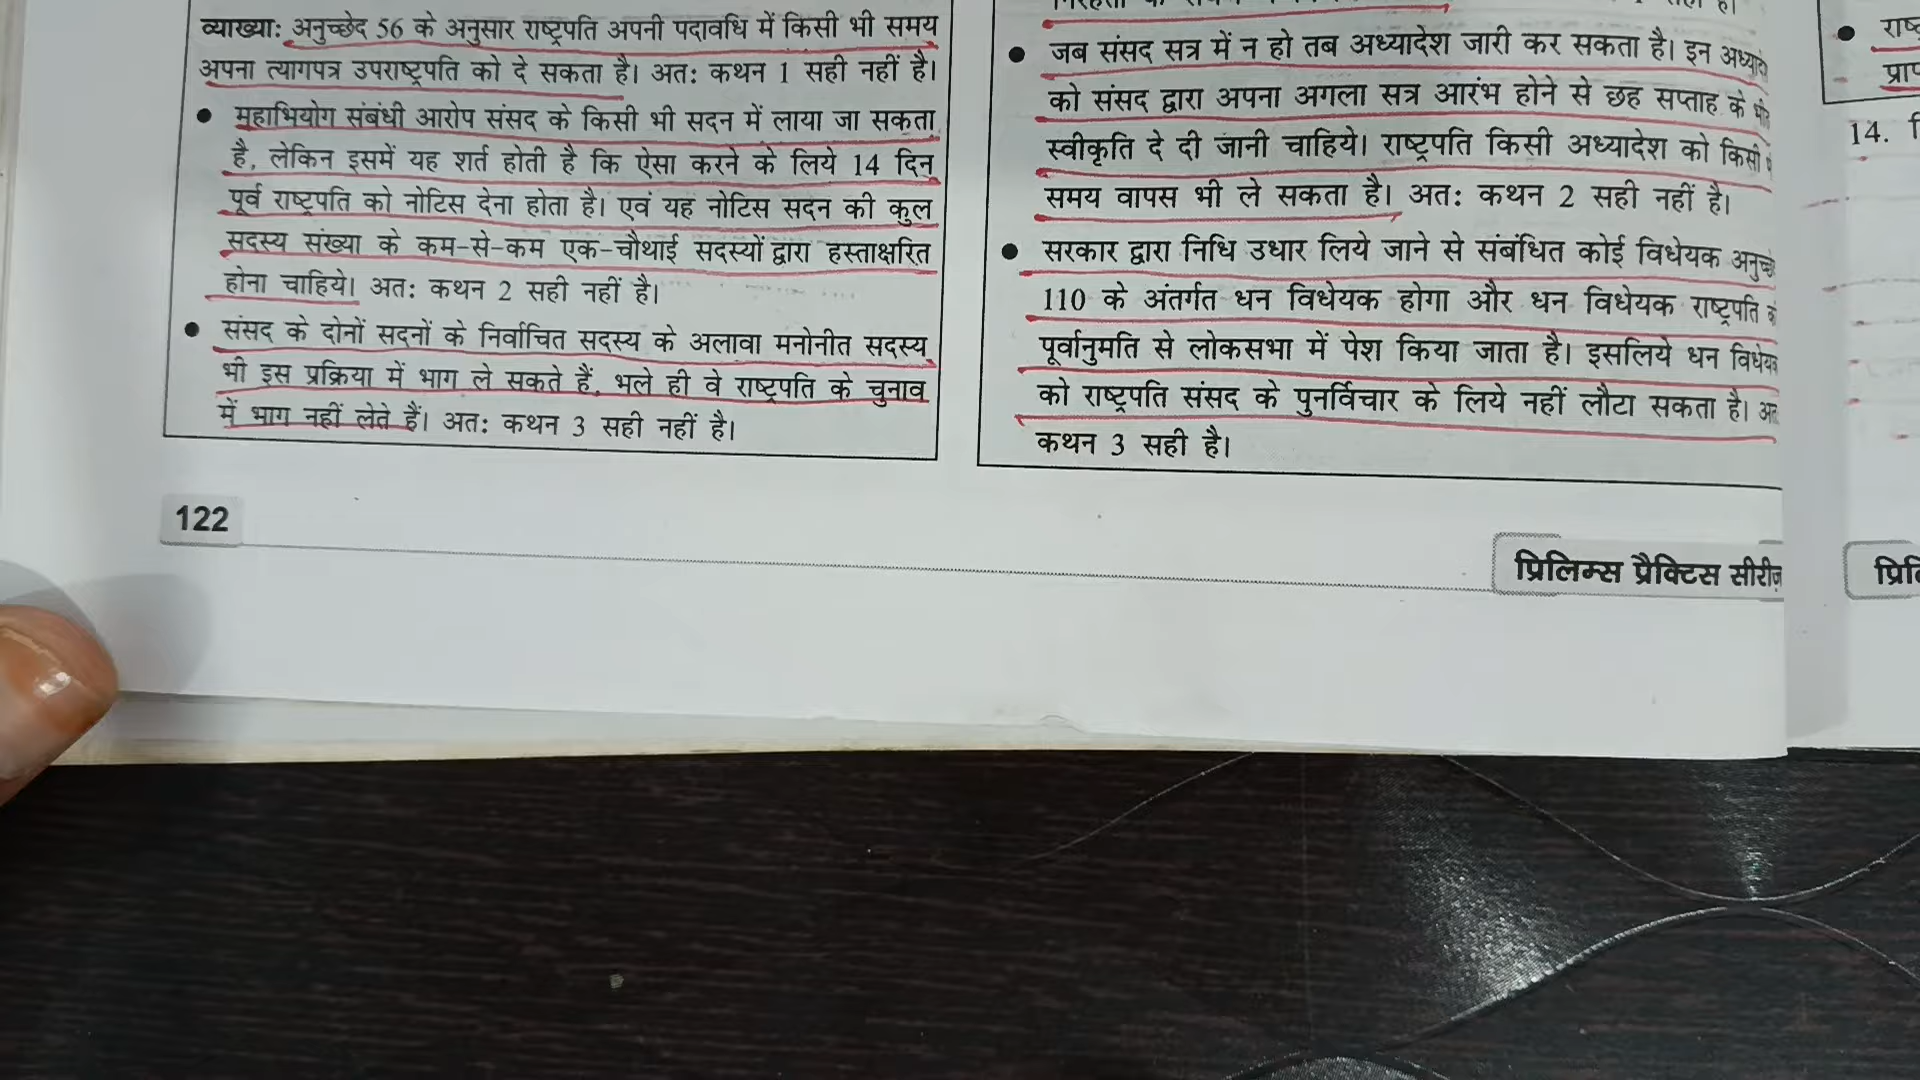 व्याख्या: अनुच्छेद 56 के अनुसार राष्ट्रपति अपनी पदावधि में किसी भी समय
अपना त्यागपत्र उपराष्ट्रपति को दे सकता है। अत: कथन 1 सही नहीं है।
● महाभियोग संबंधी आरोप संसद के किसी भी सदन में लाया जा सकता
है, लेकिन इसमें यह शर्त होती है कि ऐसा करने के लिये 14 दिन
पूर्व राष्ट्रपति को नोटिस देना होता है। एवं यह नोटिस सदन की कुल
सदस्य संख्या के कम-से-कम एक-चौथाई सदस्यों द्वारा हस्ताक्षरित
होना चाहिये। अत: कथन 2 सही नहीं है।
● संसद के दोनों सदनों के निर्वाचित सदस्य के अलावा मनोनीत सदस्य
भी इस प्रक्रिया में भाग ले सकते हैं, भले ही वे राष्ट्रपति के चुनाव
में भाग नहीं लेते हैं। अत: कथन 3 सही नहीं है।
122
● जब संसद सत्र में न हो तब अध्यादेश जारी कर सकता है। इन
को संसद द्वारा अपना अगला सत्र आरंभ होने से छह सप्ताह के
स्वीकृति दे दी जानी चाहिये। राष्ट्रपति किसी अध्यादेश को किसी
समय वापस भी ले सकता है। अत: कथन 2 सही नहीं है।
● सरकार द्वारा निधि उधार लिये जाने से संबंधित कोई विधेयक
110 के अंतर्गत धन विधेयक होगा और धन विधेयक राष्ट्रपति
पूर्वानुमति से लोकसभा में पेश किया जाता है। इसलिये धन
को राष्ट्रपति संसद के पुनर्विचार के लिये नहीं लौटा सकता है।
कथन 3 सही है।
प्रिलिम्स प्रैक्टिस सीरीज़
14.